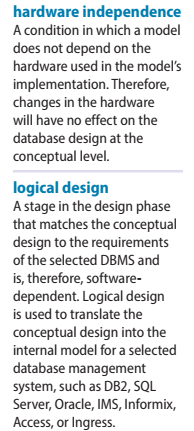 hardware independence
A condition in which a model
does not depend on the
hardware used in the model's
implementation. Therefore,
changes in the hardware
will have no effect on the
database design at the
conceptual level.
logical design
A stage in the design phase
that matches the conceptual
design to the requirements
of the selected DBMS and
is, therefore, software-
dependent. Logical design
is used to translate the
conceptual design into the
internal model for a selected
database management
system, such as DB2, SQL
Server, Oracle, IMS, Informix,
Access, or Ingress.